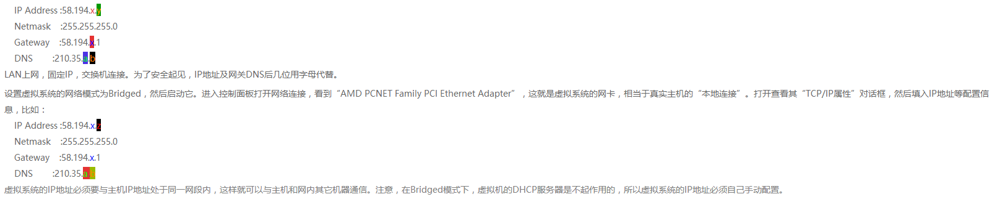 IP Address :58.194.x.y
Netmask :255.255.255.0
Gateway :58.194.x.1
DNS :210.35.a.b
LAN上网，固定IP，交换机连接。为了安全起见，IP地址及网关DNS后几位用字母代替。
设置虚拟系统的网络模式为Bridged，然后启动它。进入控制面板打开网络连接，看到“AMD PCNET Family PCI Ethernet Adapter”，这就是虚拟系统的网卡，相当于真实主机的“本地连接”。打开查看其“TCP/IP属性”对话框，然后填入IP地址等配置信
息，比如：
IP Address :58.194.x.z
Netmask :255.255.255.0
Gateway :58.194.x.1
DNS :210.35.a
虚拟系统的IP地址必须要与主机IP地址处于同一网段内，这样就可以与主机和网内其它机器通信。注意，在Bridged模式下，虚拟机的DHCP服务器是不起作用的，所以虚拟系统的IP地址必须自己手动配置。